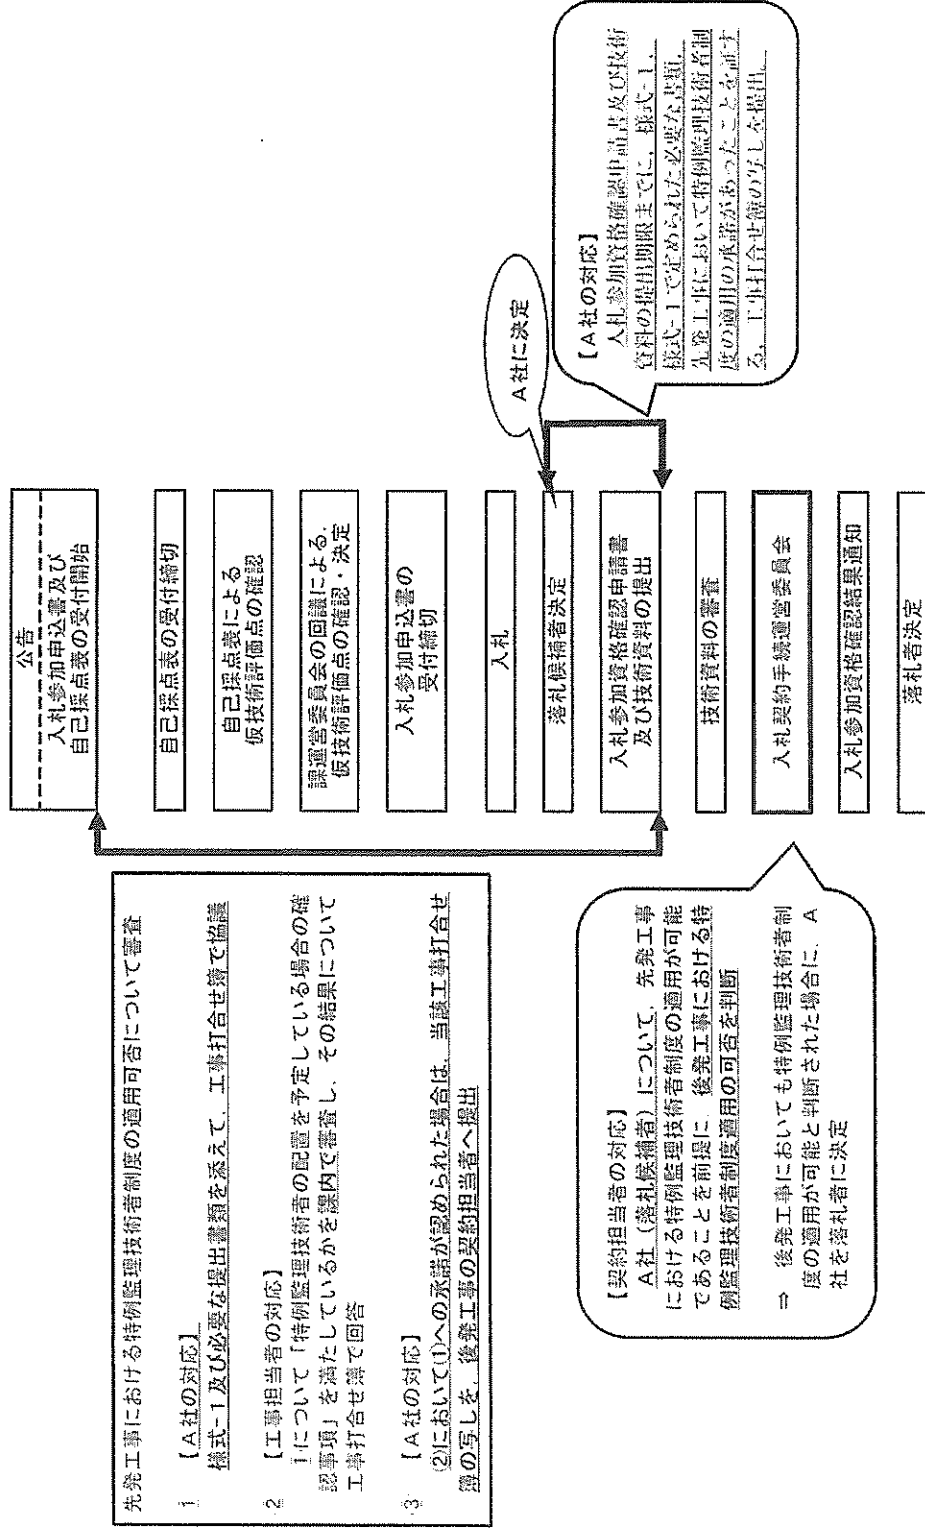 先発工事における特例監理技術者制度の適用可否について審査
1 【A社の対応】
様式-1及び必要な提出書類を添えて、工事打合せ簿で協議
2 【工事担当者の対応】
1について「特例監理技術者の配置を予定している場合の確
認事項」を満たしているかを課内で審査し、その結果について
工事打合せ簿で回答
3 【A社の対応】
(2)において(1)への承諾が認められた場合は、当該工事打合せ
簿の写しを、後発工事の契約担当者へ提出
【契約担当者の対応】
A社（落札候補者）について、先発工事
における特例監理技術者制度の適用が可能
であることを前提に、後発工事における特
例監理技術者制度適用の可否を判断
⇒ 後発工事においても特例監理技術者制
度の適用が可能と判断された場合に、A
社を落札者に決定
公告
入札参加申込書及び
自己採点表の受付開始
自己採点表の受付締切
自己採点表による
仮技術評価点の確認
課運営委員会の回議による、
仮技術評価点の確認・決定
入札参加申込書の
受付締切
入札
落札候補者決定
入札参加資格確認申請書
及び技術資料の提出
技術資料の審査
入札契約手続運営委員会
入札参加資格確認結果通知
落札者決定
A社に決定
【A社の対応】
入札参加資格確認申請書及び技術
資料の提出期限までに、様式-1、
様式-1で定められた必要な書類、
先発工事において特例監理技術者制
度の適用の承諾があったことを証す
る、工事打合せ簿の写しを提出。